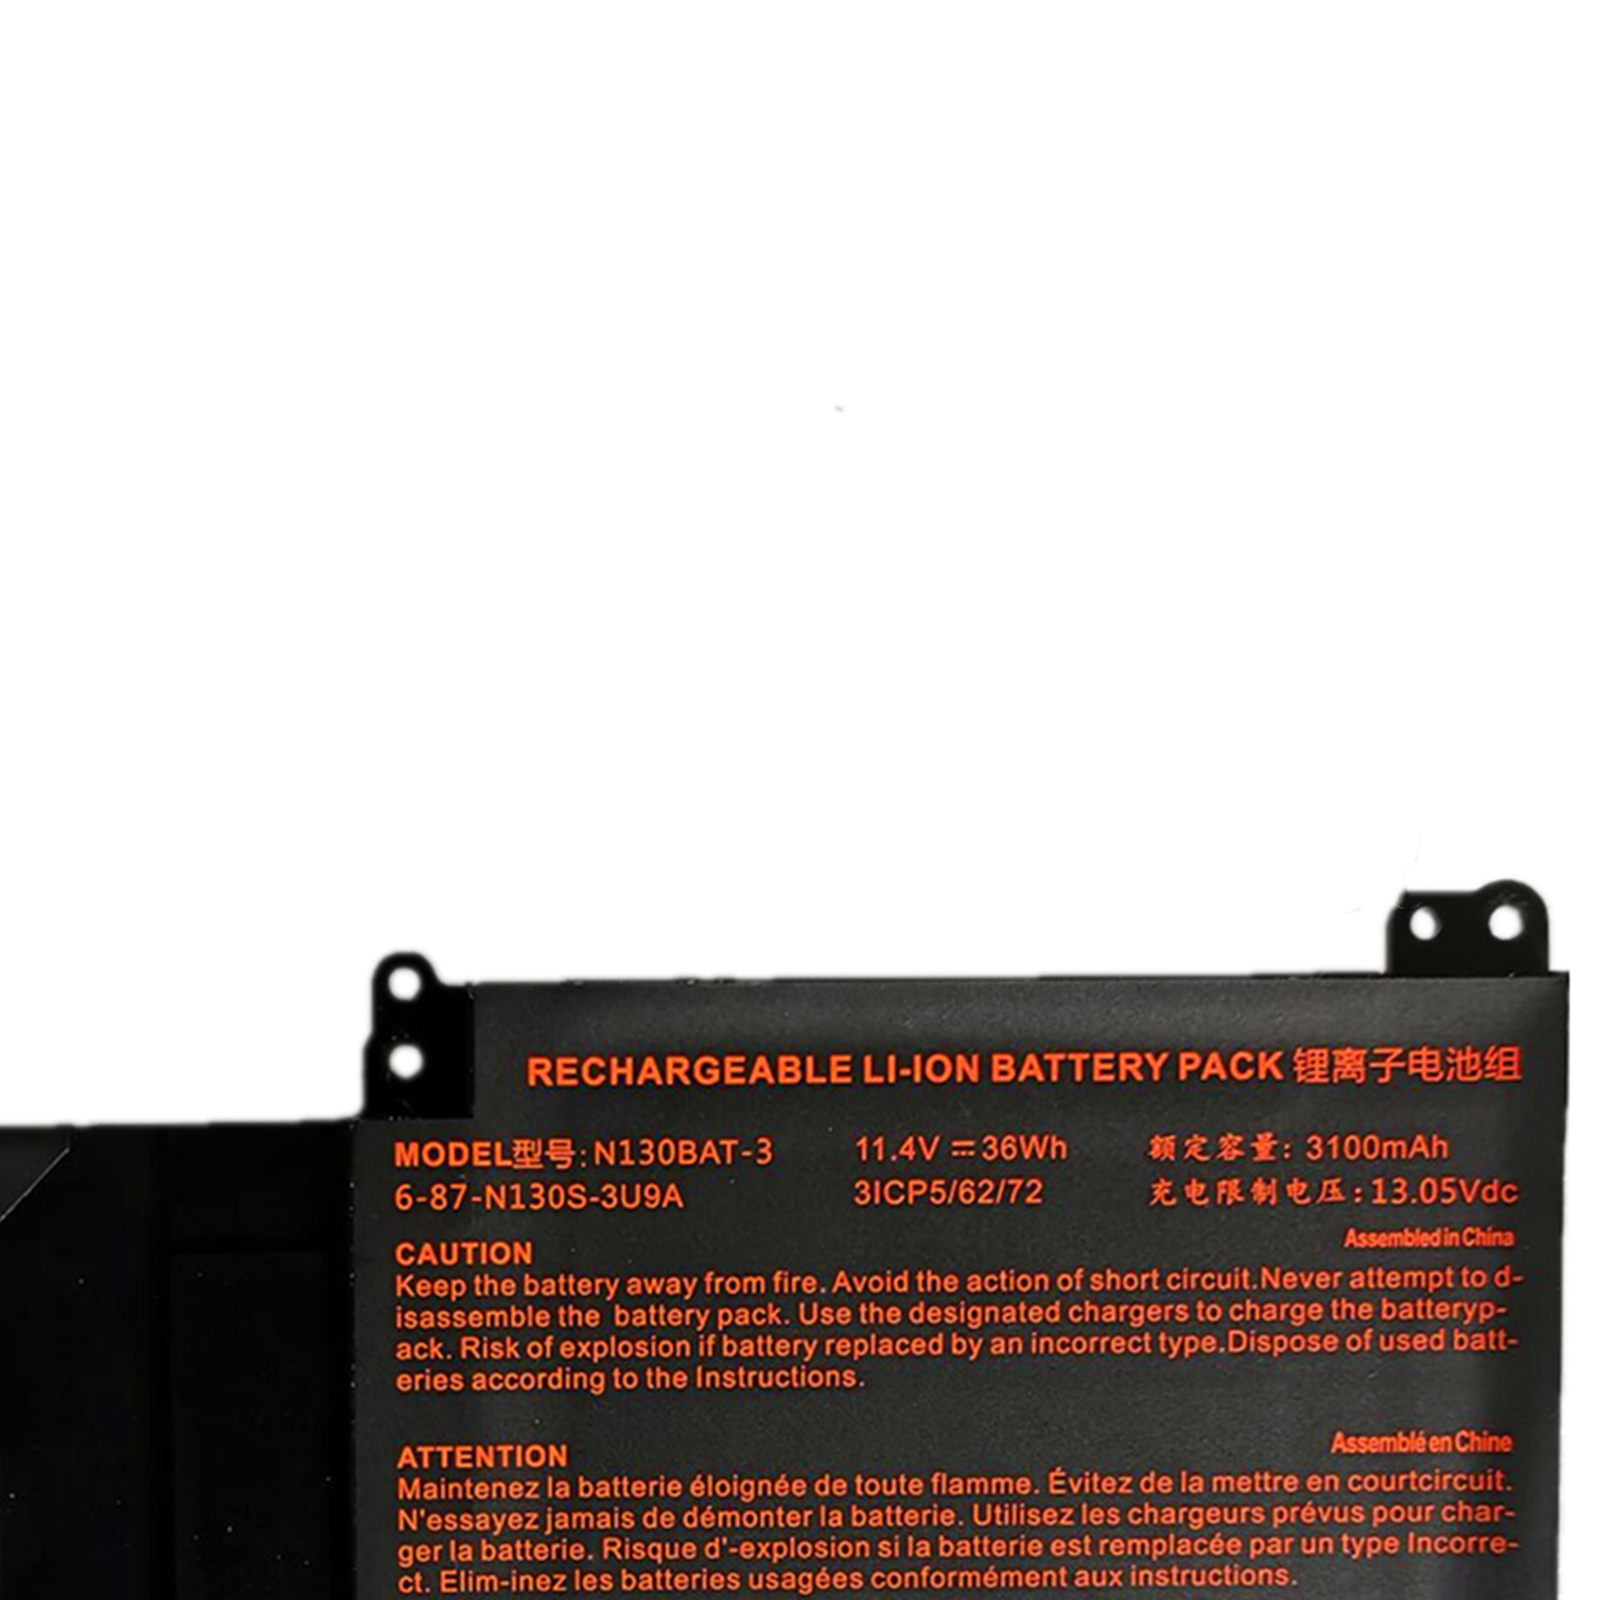 RECHARGEABLE LI-ION BATTERY PACK 锂离子电池组
MODEL型号: N130BAT-3 11.4V ⎓ 36Wh 额定容量: 3100mAh
6-87-N130S-3U9A 3ICP5/62/72 充电限制电压: 13.05Vdc
Assembled in China
CAUTION
Keep the battery away from fire. Avoid the action of short circuit.Never attempt to d-
isassemble the battery pack. Use the designated chargers to charge the batteryp-
ack. Risk of explosion if battery replaced by an incorrect type.Dispose of used batt-
eries according to the Instructions.
Assemblé en Chine
ATTENTION
Maintenez la batterie éloignée de toute flamme. Évitez de la mettre en courtcircuit.
N'essayez jamais de démonter la batterie. Utilisez les chargeurs prévus pour char-
ger la batterie. Risque d'-explosion si la batterie est remplacée par un type Incorre-
ct. Elim-inez les batteries usagées conformément aux instructions.